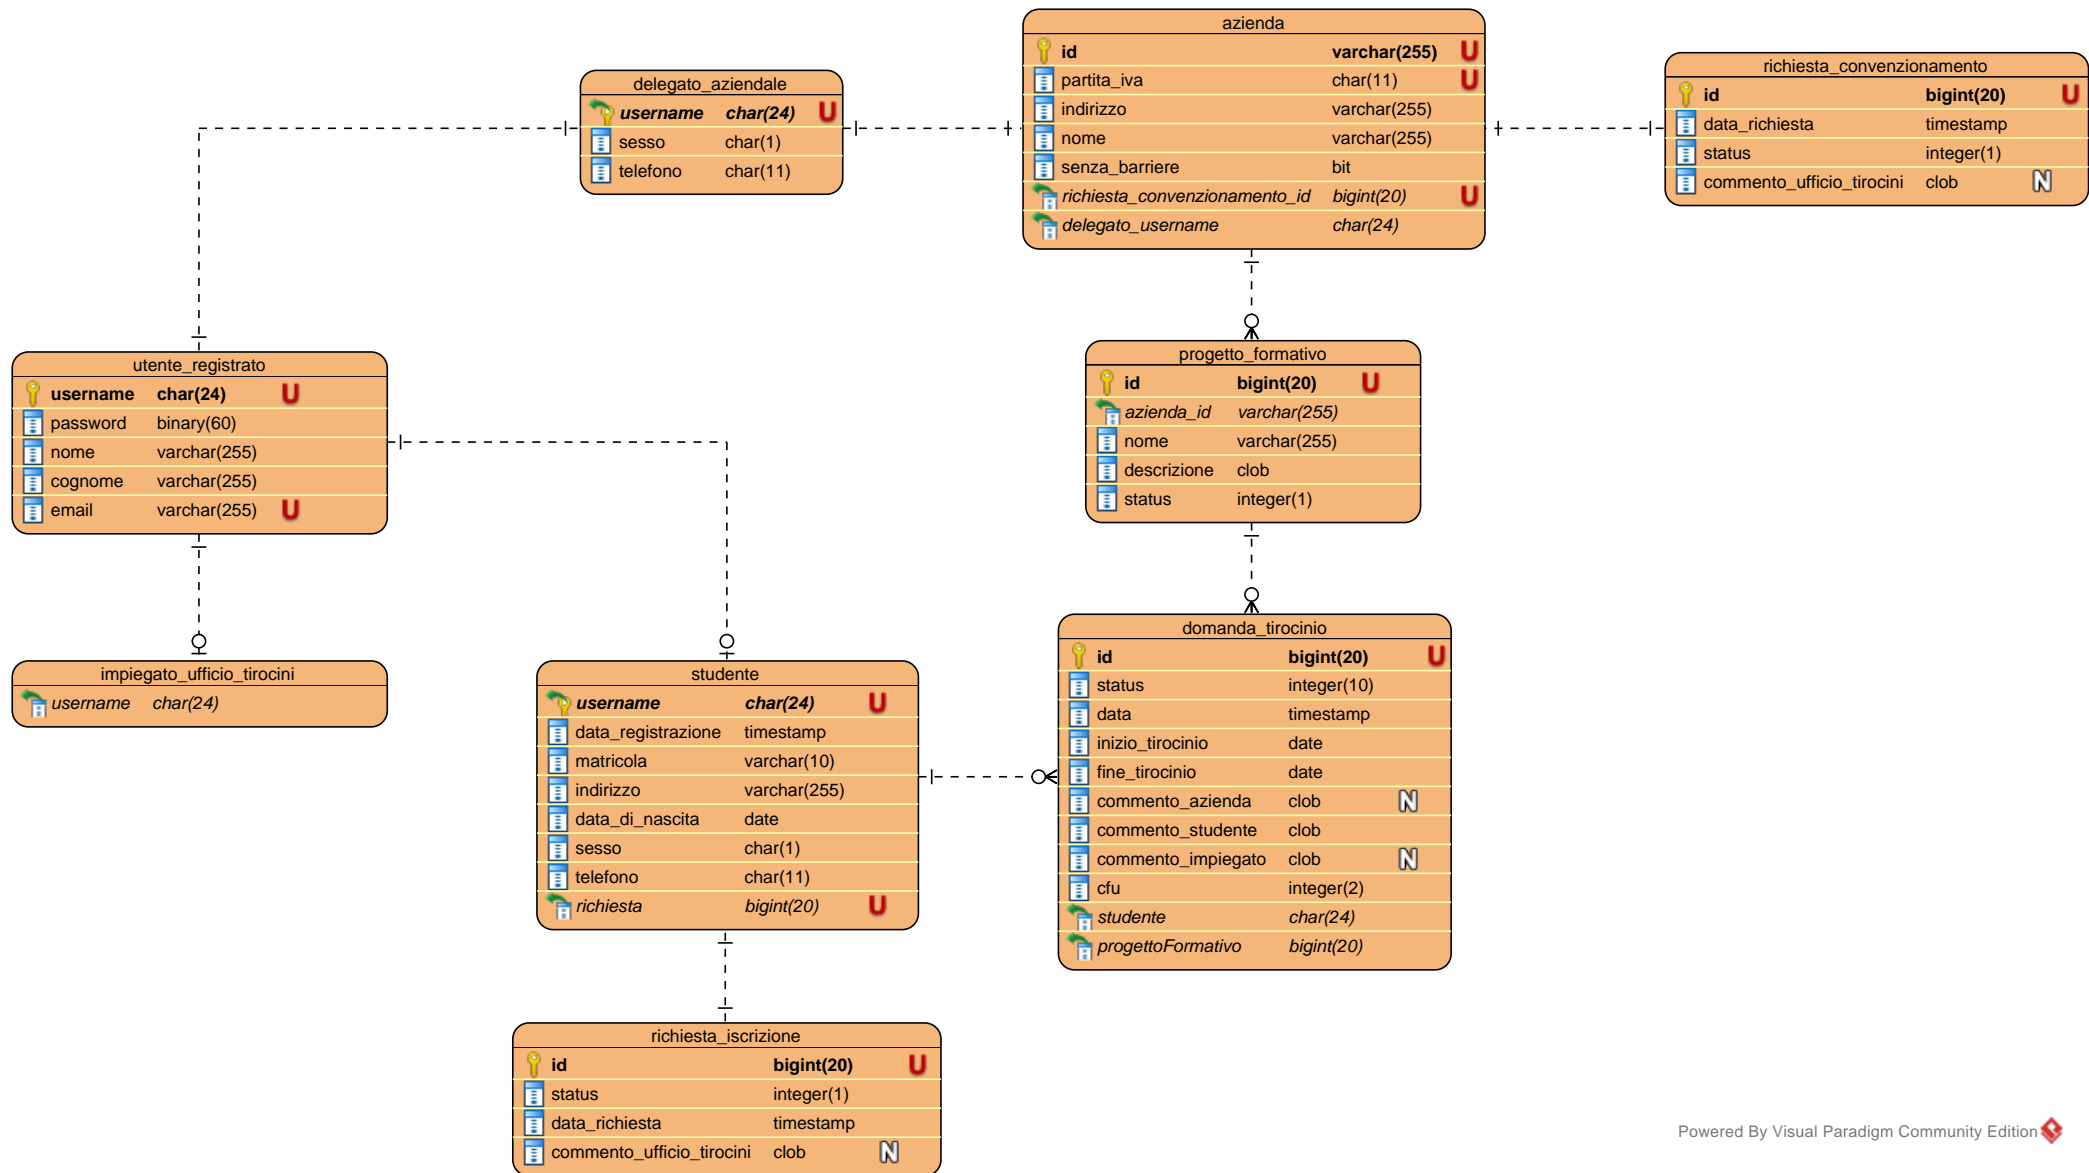 azienda
id varchar(255) U
partita_iva char(11) U
indirizzo varchar(255)
nome varchar(255)
senza_barriere bit
richiesta_convenzionamento_id bigint(20) U
delegato_username char(24)
delegato_aziendale
username char(24) U
sesso char(1)
telefono char(11)
richiesta_convenzionamento
id bigint(20) U
data_richiesta timestamp
status integer(1)
commento_ufficio_tirocini clob N
utente_registrato
username char(24) U
password binary(60)
nome varchar(255)
cognome varchar(255)
email varchar(255) U
progetto_formativo
id bigint(20) U
azienda_id varchar(255)
nome varchar(255)
descrizione clob
status integer(1)
impiegato_ufficio_tirocini
username char(24)
studente
username char(24) U
data_registrazione timestamp
matricola varchar(10)
indirizzo varchar(255)
data_di_nascita date
sesso char(1)
telefono char(11)
richiesta bigint(20) U
domanda_tirocinio
id bigint(20) U
status integer(10)
data timestamp
inizio_tirocinio date
fine_tirocinio date
commento_azienda clob N
commento_studente clob
commento_impiegato clob N
cfu integer(2)
studente char(24)
progettoFormativo bigint(20)
richiesta_iscrizione
id bigint(20) U
status integer(1)
data_richiesta timestamp
commento_ufficio_tirocini clob N
Powered By Visual Paradigm Community Edition